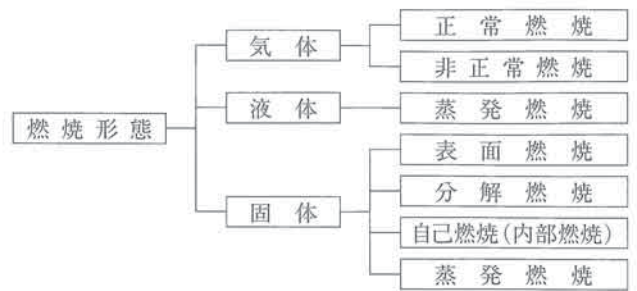 燃焼形態
気体
正常燃焼
非正常燃焼
液体
蒸発燃焼
固体
表面燃焼
分解燃焼
自己燃焼(内部燃焼)
蒸発燃焼